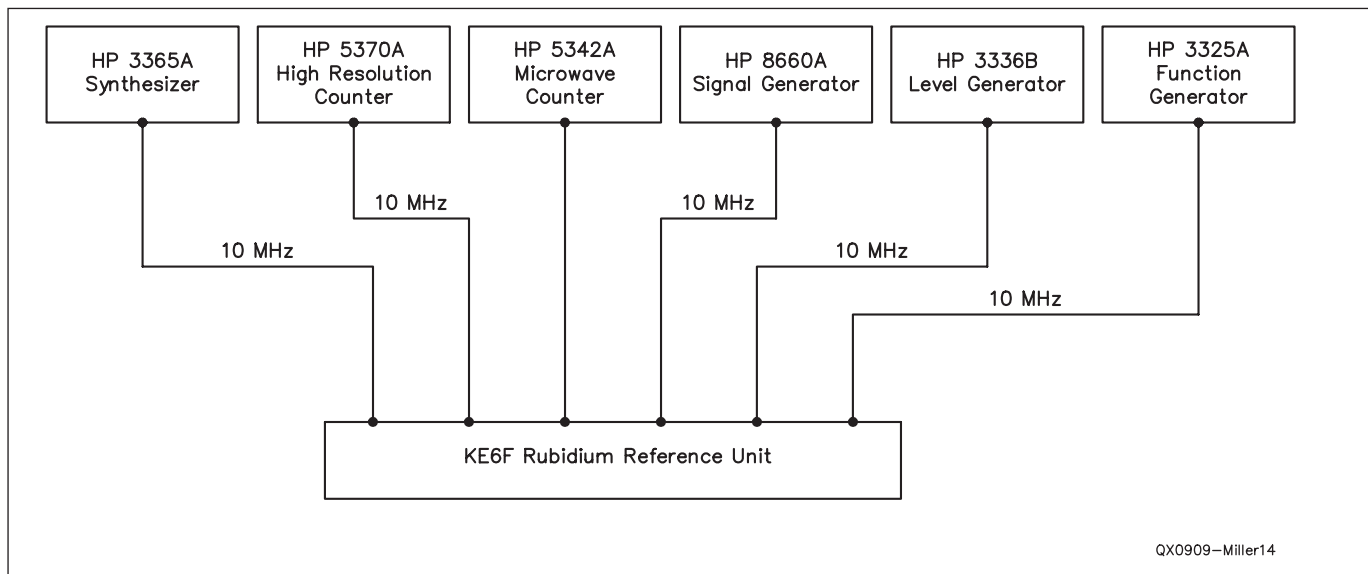 HP 3365A
Synthesizer
HP 5370A
High Resolution
Counter
HP 5342A
Microwave
Counter
HP 8660A
Signal Generator
HP 3336B
Level Generator
HP 3325A
Function
Generator
10 MHz
10 MHz
10 MHz
10 MHz
10 MHz
KE6F Rubidium Reference Unit
QX0909-Miller14